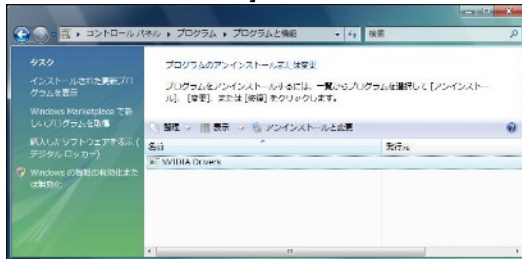 コントロール パネル ▸ プログラム ▸ プログラムと機能
検索
タスク
インストールされた更新プロ
グラムを表示
Windows Marketplace で新
しいプログラムを取得
購入したソフトウェアを表示 (
デジタル ロッカー)
Windows の機能の有効化また
は無効化
プログラムのアンインストールまたは変更
プログラムをアンインストールするには、一覧からプログラムを選択して [アンインストー
ル]、[変更]、または [修復] をクリックします。
整理 表示 アンインストールと変更
名前 発行元
NVIDIA Drivers